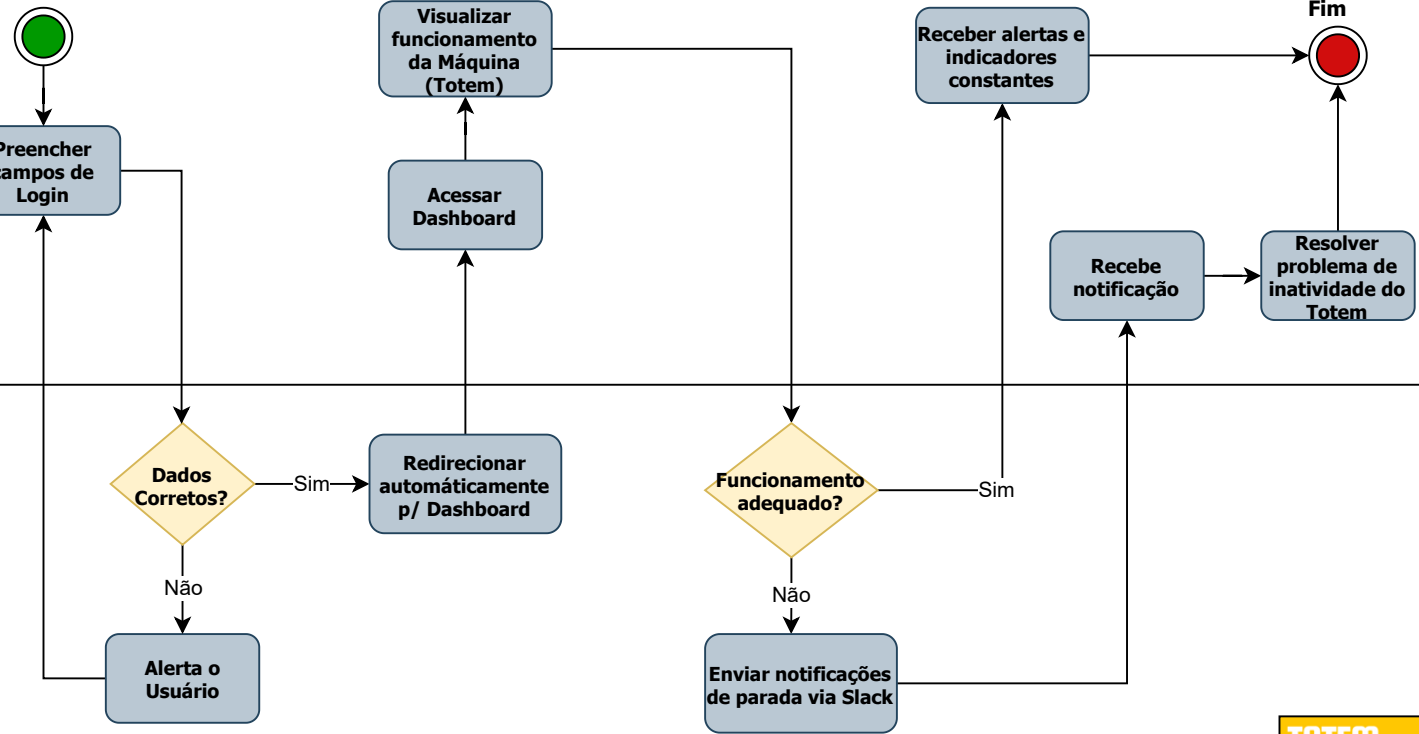 Fim
Preencher
campos de
Login
Visualizar
funcionamento
da Máquina
(Totem)
Acessar
Dashboard
Receber alertas e
indicadores
constantes
Recebe
notificação
Resolver
problema de
inatividade do
Totem
Dados
Corretos?
Sim
Redirecionar
automáticamente
p/ Dashboard
Não
Alerta o
Usuário
Funcionamento
adequado?
Sim
Não
Enviar notificações
de parada via Slack
TOTEM